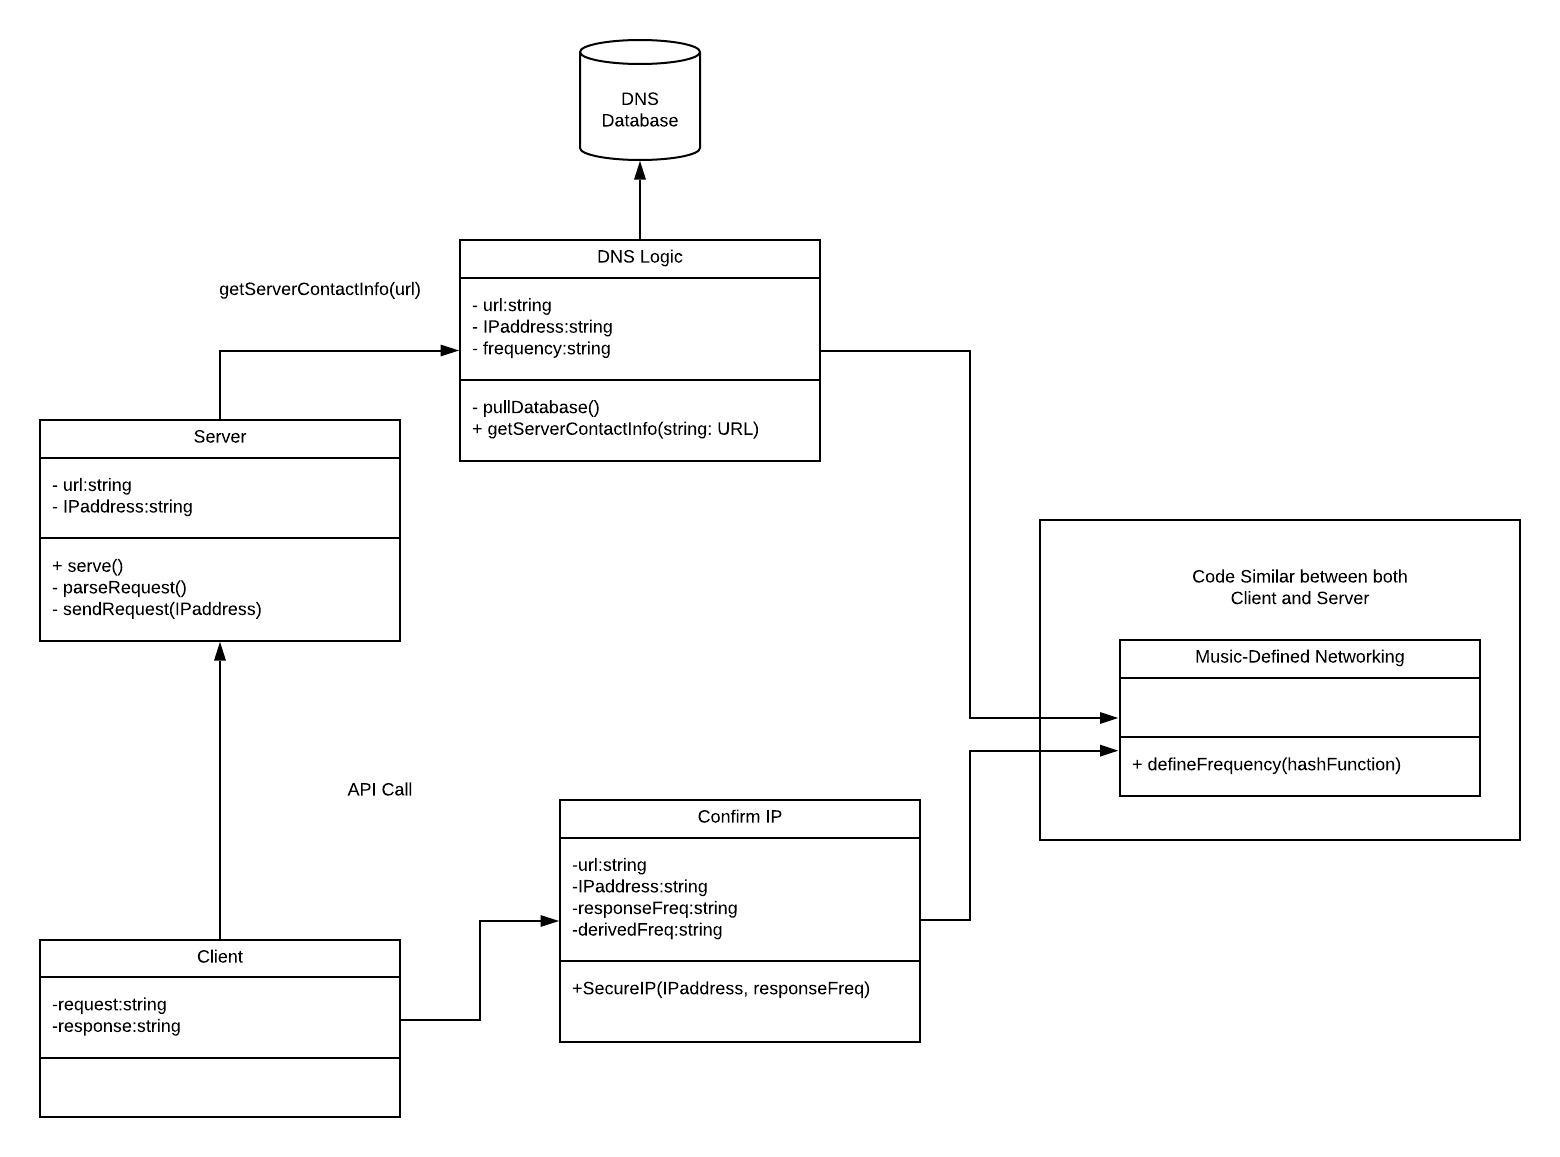 DNS
Database
DNS Logic
getServerContactInfo(url)
- url:string
- IPaddress:string
- frequency:string
- pullDatabase()
+ getServerContactInfo(string: URL)
Server
- url:string
- IPaddress:string
+ serve()
- parseRequest()
- sendRequest(IPaddress)
Code Similar between both
Client and Server
Music-Defined Networking
+ defineFrequency(hashFunction)
API Call
Confirm IP
-url:string
-IPaddress:string
-responseFreq:string
-derivedFreq:string
+SecureIP(IPaddress, responseFreq)
Client
-request:string
-response:string